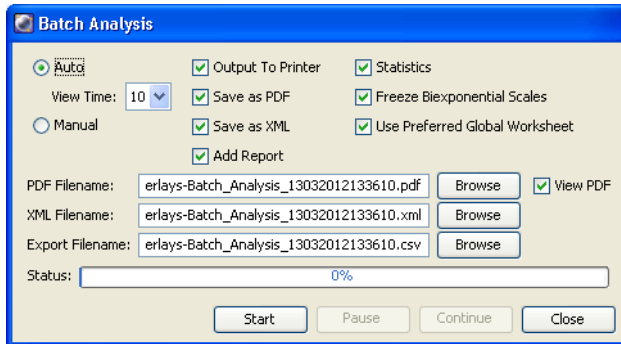 Batch Analysis
Auto Output To Printer Statistics
View Time: 10 Save as PDF Freeze Biexponential Scales
Manual Save as XML Use Preferred Global Worksheet
Add Report
PDF Filename: erlays-Batch_Analysis_13032012133610.pdf Browse View PDF
XML Filename: erlays-Batch_Analysis_13032012133610.xml Browse
Export Filename: erlays-Batch_Analysis_13032012133610.csv Browse
Status: 0%
Start Pause Continue Close